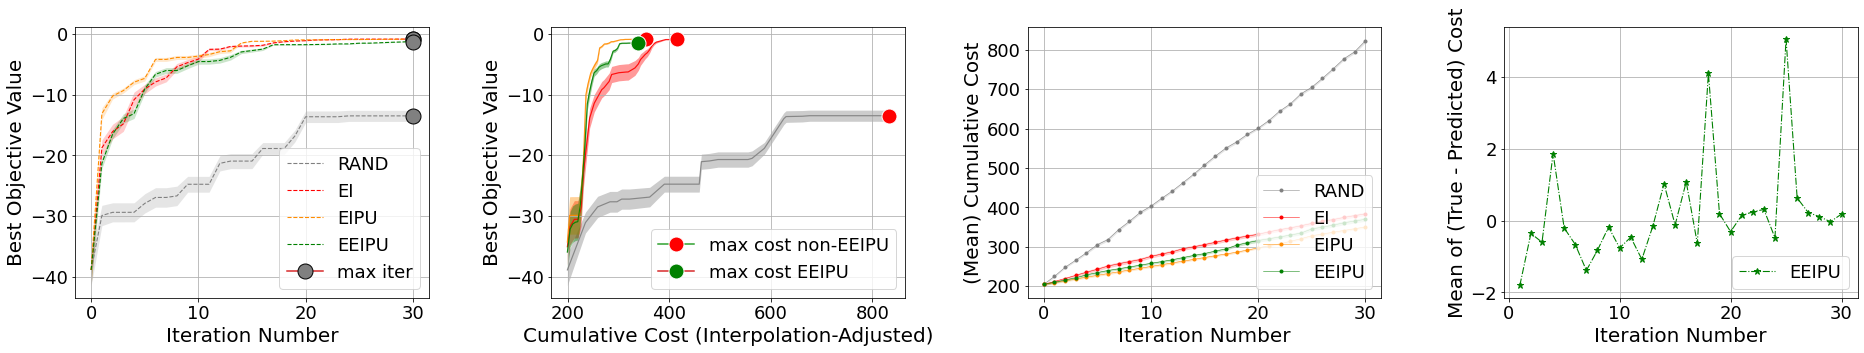 Best Objective Value
0
−10
−20
−30
−40
RAND
EI
EIPU
EEIPU
max iter
0 10 20 30
Iteration Number
Best Objective Value
0
−10
−20
−30
−40
max cost non-EEIPU
max cost EEIPU
200 400 600 800
Cumulative Cost (Interpolation-Adjusted)
(Mean) Cumulative Cost
800
700
600
500
400
300
200
RAND
EI
EIPU
EEIPU
0 10 20 30
Iteration Number
Mean of (True - Predicted) Cost
4
2
0
−2
EEIPU
0 10 20 30
Iteration Number